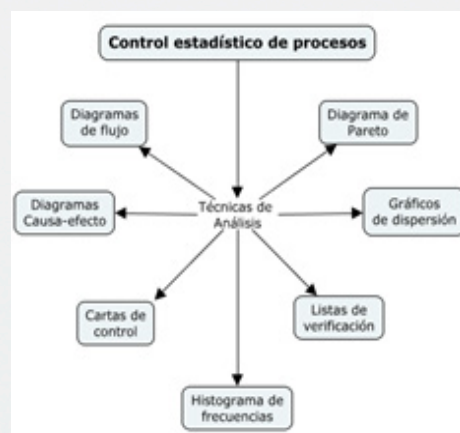 Control estadístico de procesos
Diagramas
de flujo
Diagrama de
Pareto
Diagramas
Causa-efecto
Técnicas de
Análisis
Gráficos
de dispersión
Cartas de
control
Listas de
verificación
Histograma de
frecuencias